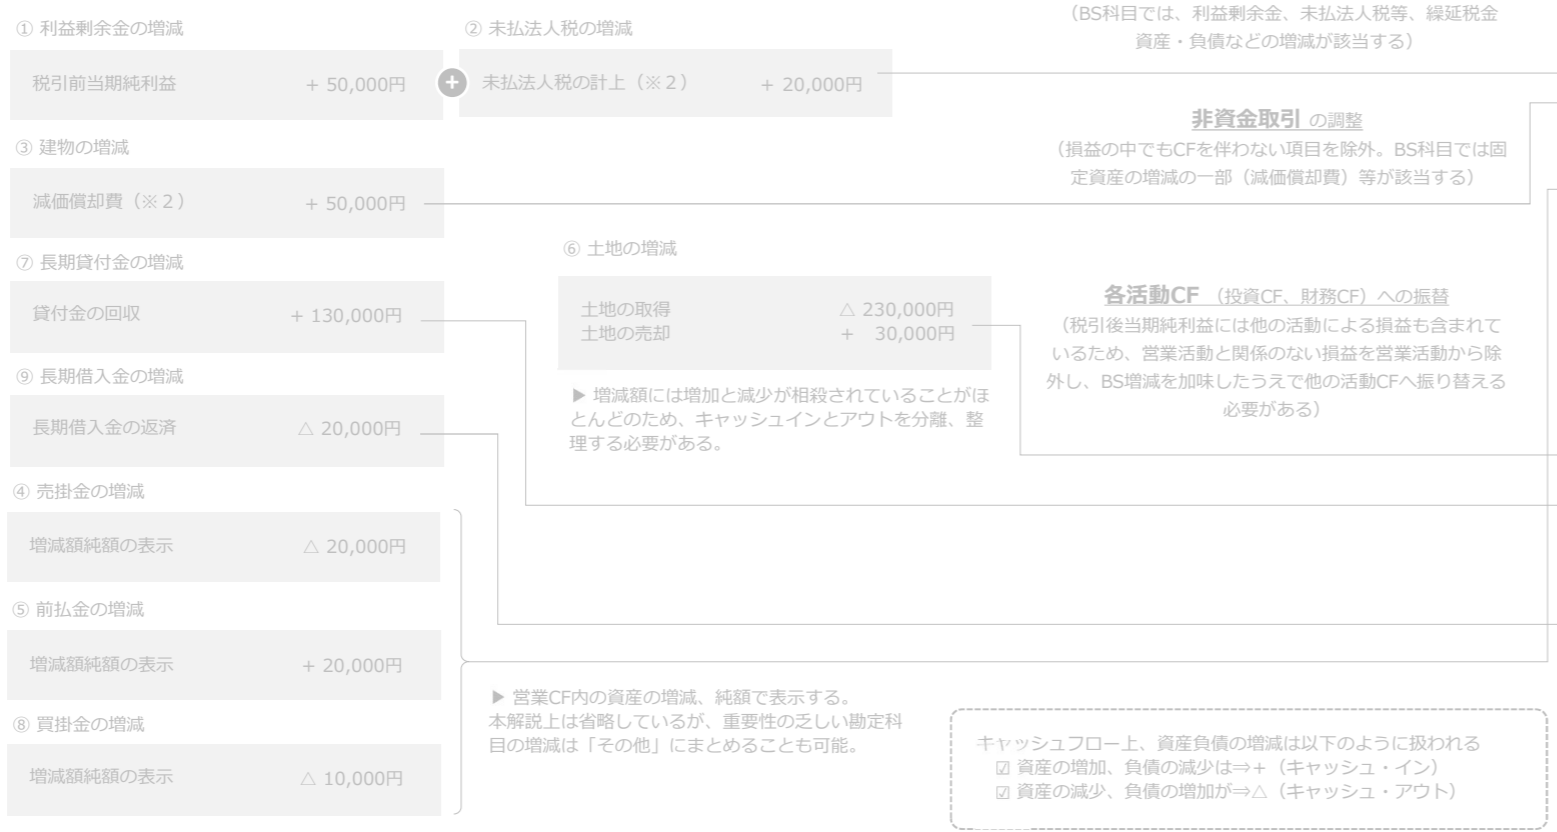 ① 利益剰余金の増減
税引前当期純利益 + 50,000円
+
② 未払法人税の増減
未払法人税の計上（※２） + 20,000円
③ 建物の増減
減価償却費（※２） + 50,000円
⑦ 長期貸付金の増減
貸付金の回収 + 130,000円
⑨ 長期借入金の増減
長期借入金の返済 △ 20,000円
④ 売掛金の増減
増減額純額の表示 △ 20,000円
⑤ 前払金の増減
増減額純額の表示 + 20,000円
⑧ 買掛金の増減
増減額純額の表示 △ 10,000円
⑥ 土地の増減
土地の取得 △ 230,000円
土地の売却 + 30,000円
▶ 増減額には増加と減少が相殺されていることがほ
とんどのため、キャッシュインとアウトを分離、整
理する必要がある。
▶ 営業CF内の資産の増減、純額で表示する。
本解説上は省略しているが、重要性の乏しい勘定科
目の増減は「その他」にまとめることも可能。
（BS科目では、利益剰余金、未払法人税等、繰延税金
資産・負債などの増減が該当する）
非資金取引 の調整
（損益の中でもCFを伴わない項目を除外。BS科目では固
定資産の増減の一部（減価償却費）等が該当する）
各活動CF （投資CF、財務CF）への振替
（税引後当期純利益には他の活動による損益も含まれて
いるため、営業活動と関係のない損益を営業活動から除
外し、BS増減を加味したうえで他の活動CFへ振り替える
必要がある）
キャッシュフロー上、資産負債の増減は以下のように扱われる
☑ 資産の増加、負債の減少は⇒＋（キャッシュ・イン）
☑ 資産の減少、負債の増加が⇒△（キャッシュ・アウト）